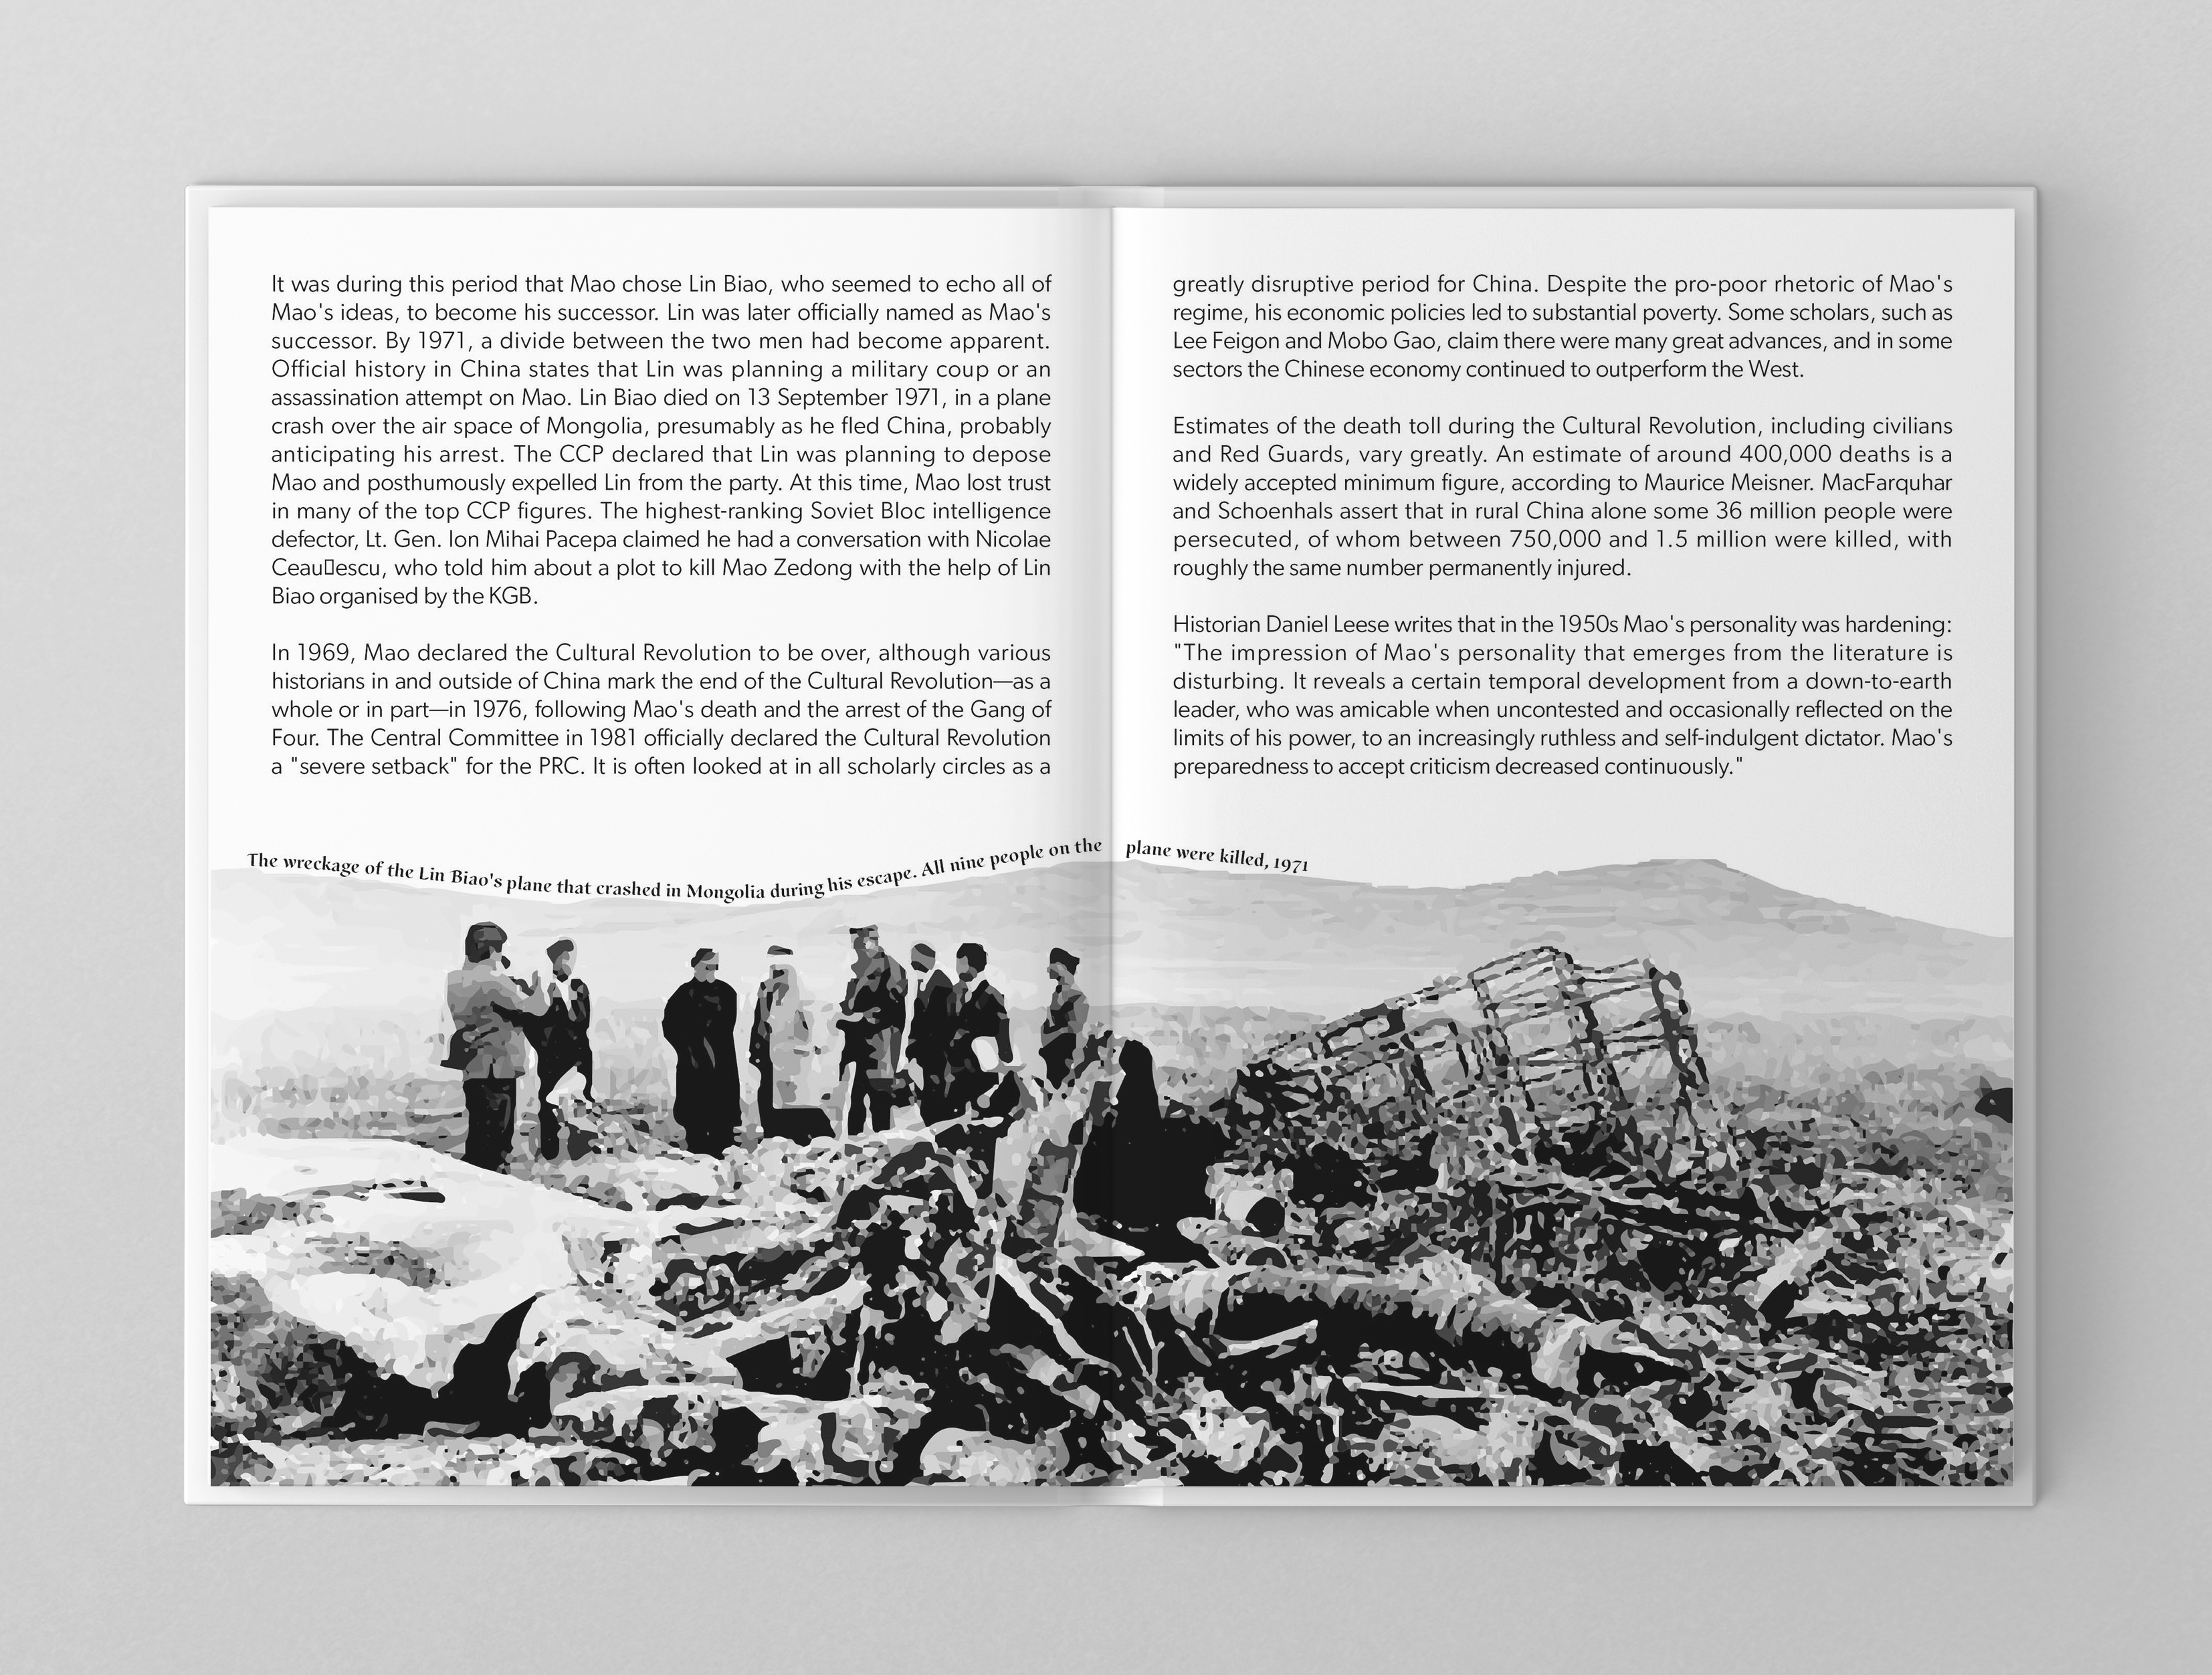 It was during this period that Mao chose Lin Biao, who seemed to echo all of
Mao's ideas, to become his successor. Lin was later officially named as Mao's
successor. By 1971, a divide between the two men had become apparent.
Official history in China states that Lin was planning a military coup or an
assassination attempt on Mao. Lin Biao died on 13 September 1971, in a plane
crash over the air space of Mongolia, presumably as he fled China, probably
anticipating his arrest. The CCP declared that Lin was planning to depose
Mao and posthumously expelled Lin from the party. At this time, Mao lost trust
in many of the top CCP figures. The highest-ranking Soviet Bloc intelligence
defector, Lt. Gen. Ion Mihai Pacepa claimed he had a conversation with Nicolae
Ceau▯escu, who told him about a plot to kill Mao Zedong with the help of Lin
Biao organised by the KGB.
In 1969, Mao declared the Cultural Revolution to be over, although various
historians in and outside of China mark the end of the Cultural Revolution—as a
whole or in part—in 1976, following Mao's death and the arrest of the Gang of
Four. The Central Committee in 1981 officially declared the Cultural Revolution
a "severe setback" for the PRC. It is often looked at in all scholarly circles as a
greatly disruptive period for China. Despite the pro-poor rhetoric of Mao's
regime, his economic policies led to substantial poverty. Some scholars, such as
Lee Feigon and Mobo Gao, claim there were many great advances, and in some
sectors the Chinese economy continued to outperform the West.
Estimates of the death toll during the Cultural Revolution, including civilians
and Red Guards, vary greatly. An estimate of around 400,000 deaths is a
widely accepted minimum figure, according to Maurice Meisner. MacFarquhar
and Schoenhals assert that in rural China alone some 36 million people were
persecuted, of whom between 750,000 and 1.5 million were killed, with
roughly the same number permanently injured.
Historian Daniel Leese writes that in the 1950s Mao's personality was hardening:
"The impression of Mao's personality that emerges from the literature is
disturbing. It reveals a certain temporal development from a down-to-earth
leader, who was amicable when uncontested and occasionally reflected on the
limits of his power, to an increasingly ruthless and self-indulgent dictator. Mao's
preparedness to accept criticism decreased continuously."
The wreckage of the Lin Biao's plane that crashed in Mongolia during his escape. All nine people on the plane were killed, 1971